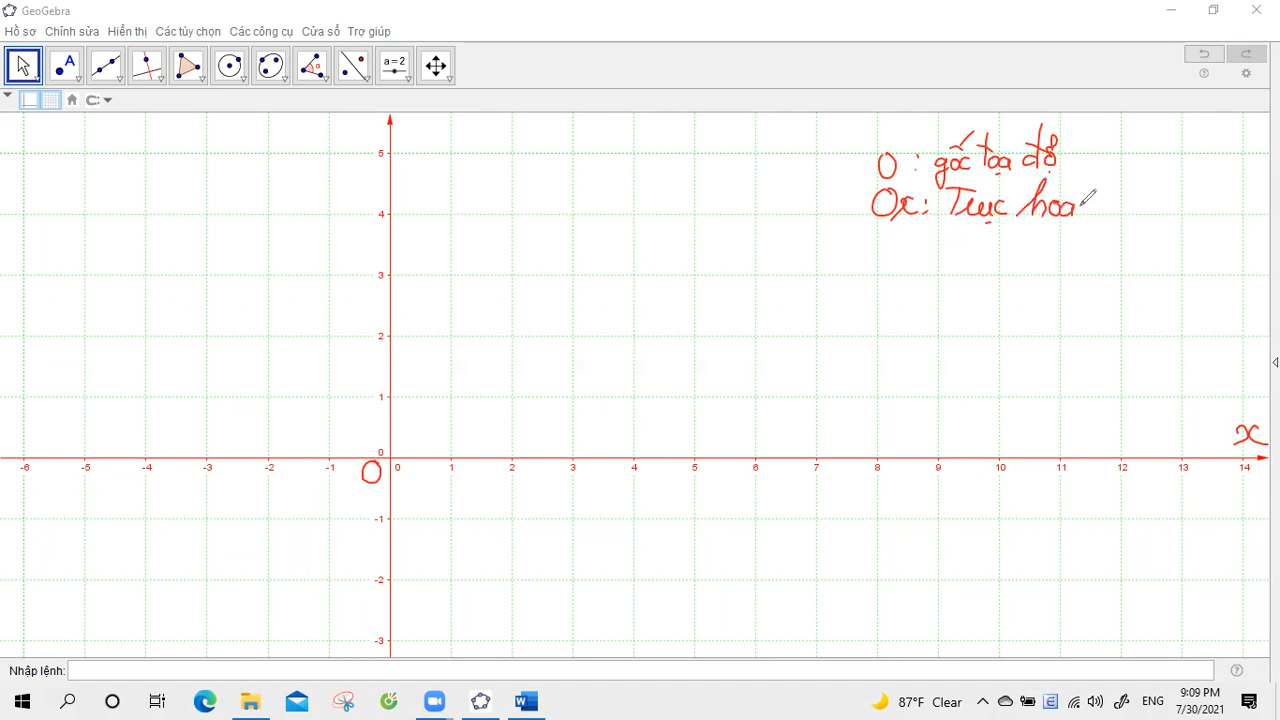 GeoGebra
Hồ sơ Chỉnh sửa Hiển thị Các tùy chọn Các công cụ Cửa sổ Trợ giúp
A
α
a = 2
O : gốc tọa độ
Ox: Trục hoa
5
4
3
2
1
0
x
-6 -5 -4 -3 -2 -1 0 1 2 3 4 5 6 7 8 9 10 11 12 13 14
O
-1
-2
-3
Nhập lệnh:
87°F Clear ENG 9:09 PM
7/30/2021